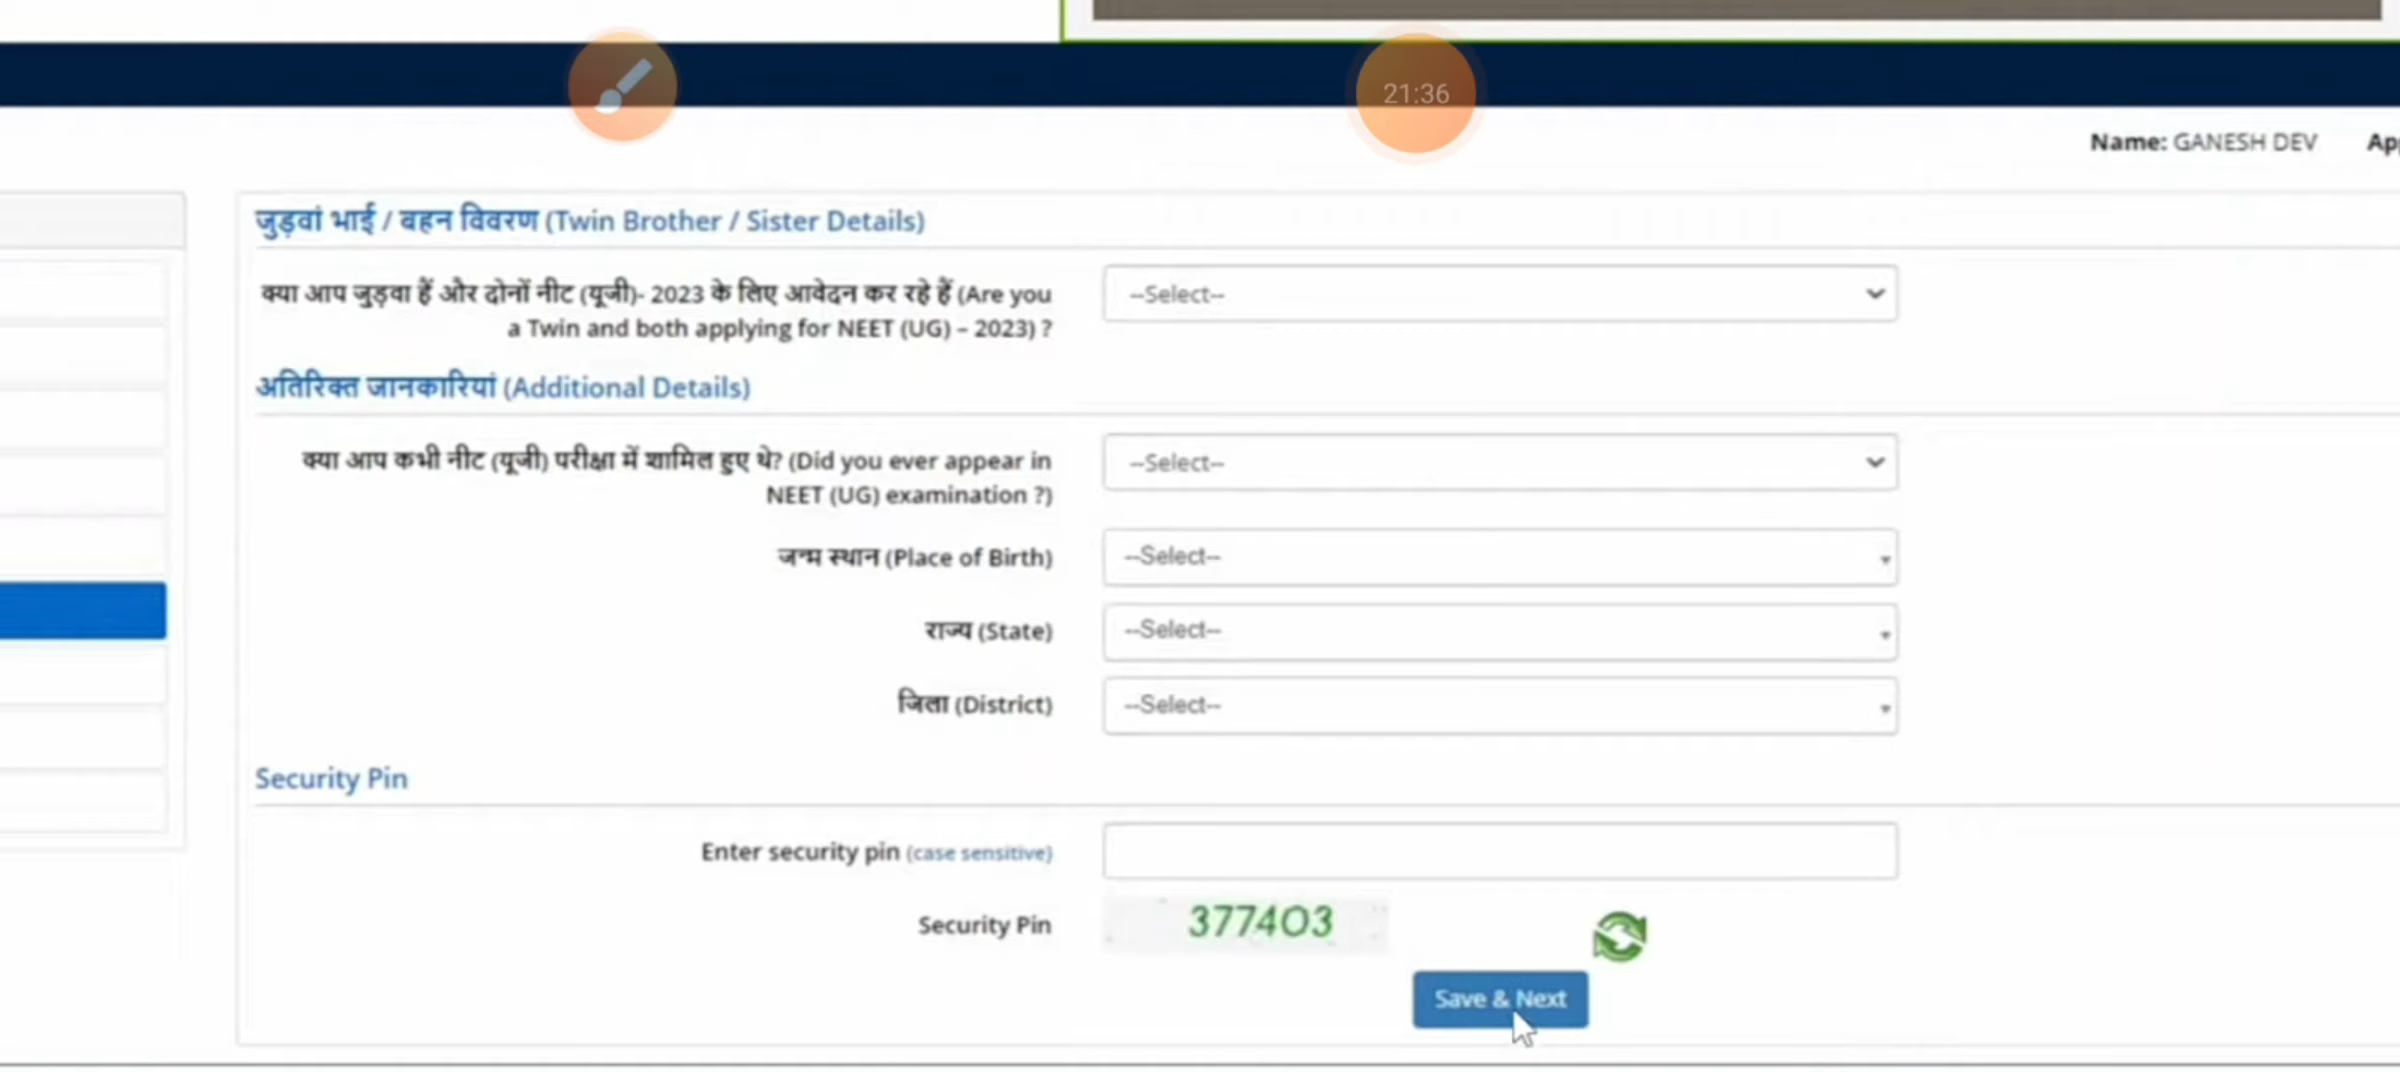 21:36
Name: GANESH DEV
जुड़वां भाई / बहन विवरण (Twin Brother / Sister Details)
क्या आप जुड़वा हैं और दोनों नीट (यूजी)- 2023 के लिए आवेदन कर रहे हैं (Are you
a Twin and both applying for NEET (UG) – 2023) ?
--Select--
अतिरिक्त जानकारियां (Additional Details)
क्या आप कभी नीट (यूजी) परीक्षा में शामिल हुए थे? (Did you ever appear in
NEET (UG) examination ?)
--Select--
जन्म स्थान (Place of Birth)
--Select--
राज्य (State)
--Select--
जिला (District)
--Select--
Security Pin
Enter security pin (case sensitive)
Security Pin
377403
Save & Next